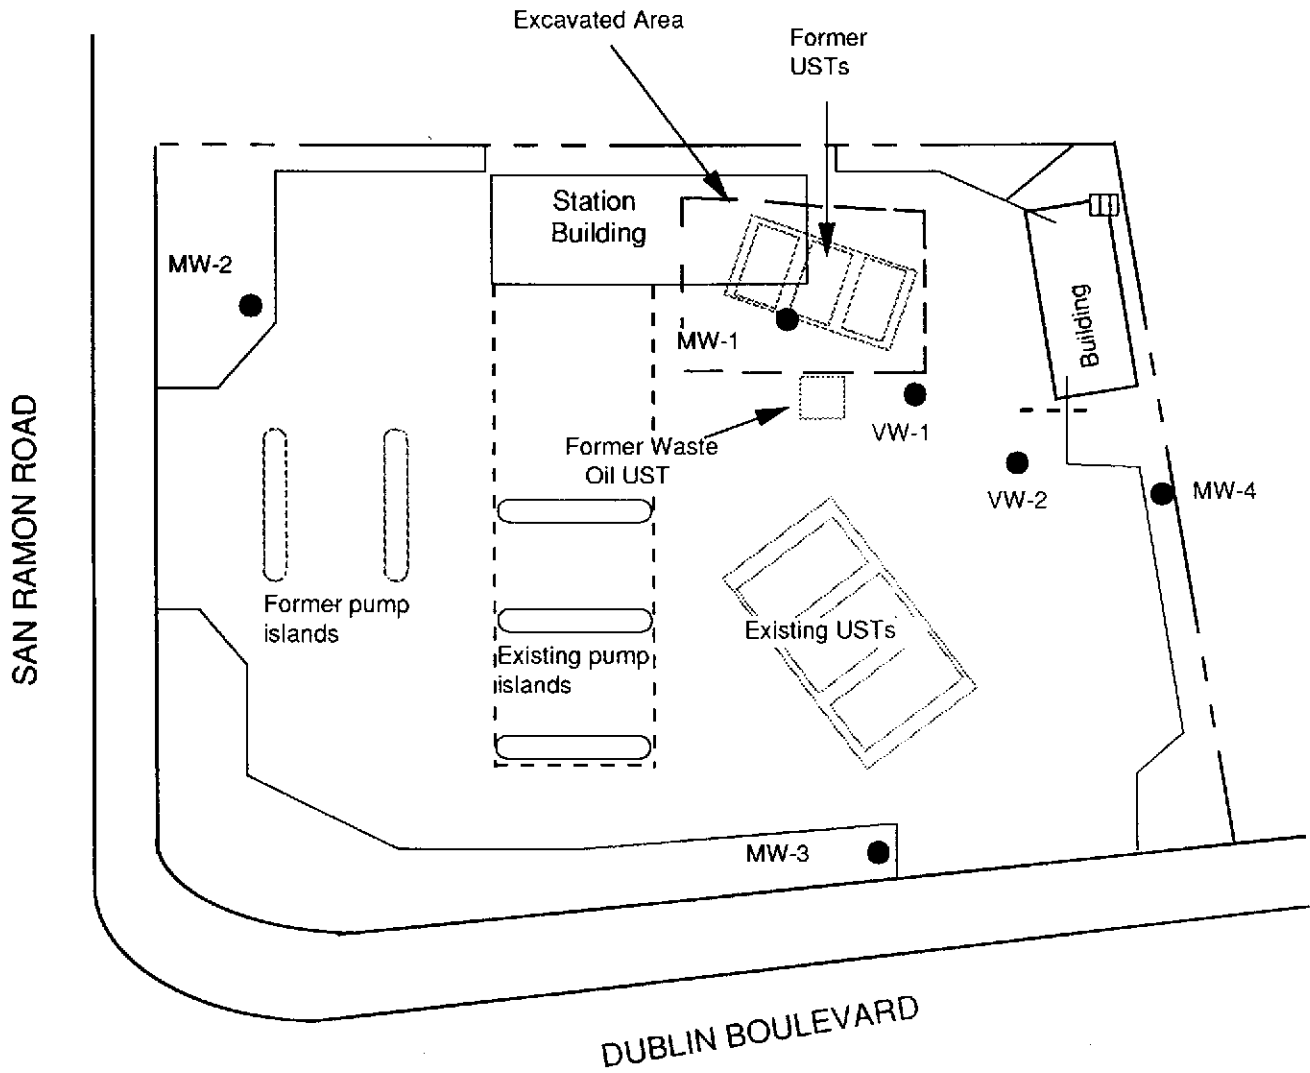 Excavated Area
Former
USTs
Station
Building
MW-2
MW-1
Building
VW-1
Former Waste
Oil UST
VW-2
MW-4
SAN RAMON ROAD
Former pump
islands
Existing USTs
Existing pump
islands
MW-3
DUBLIN BOULEVARD